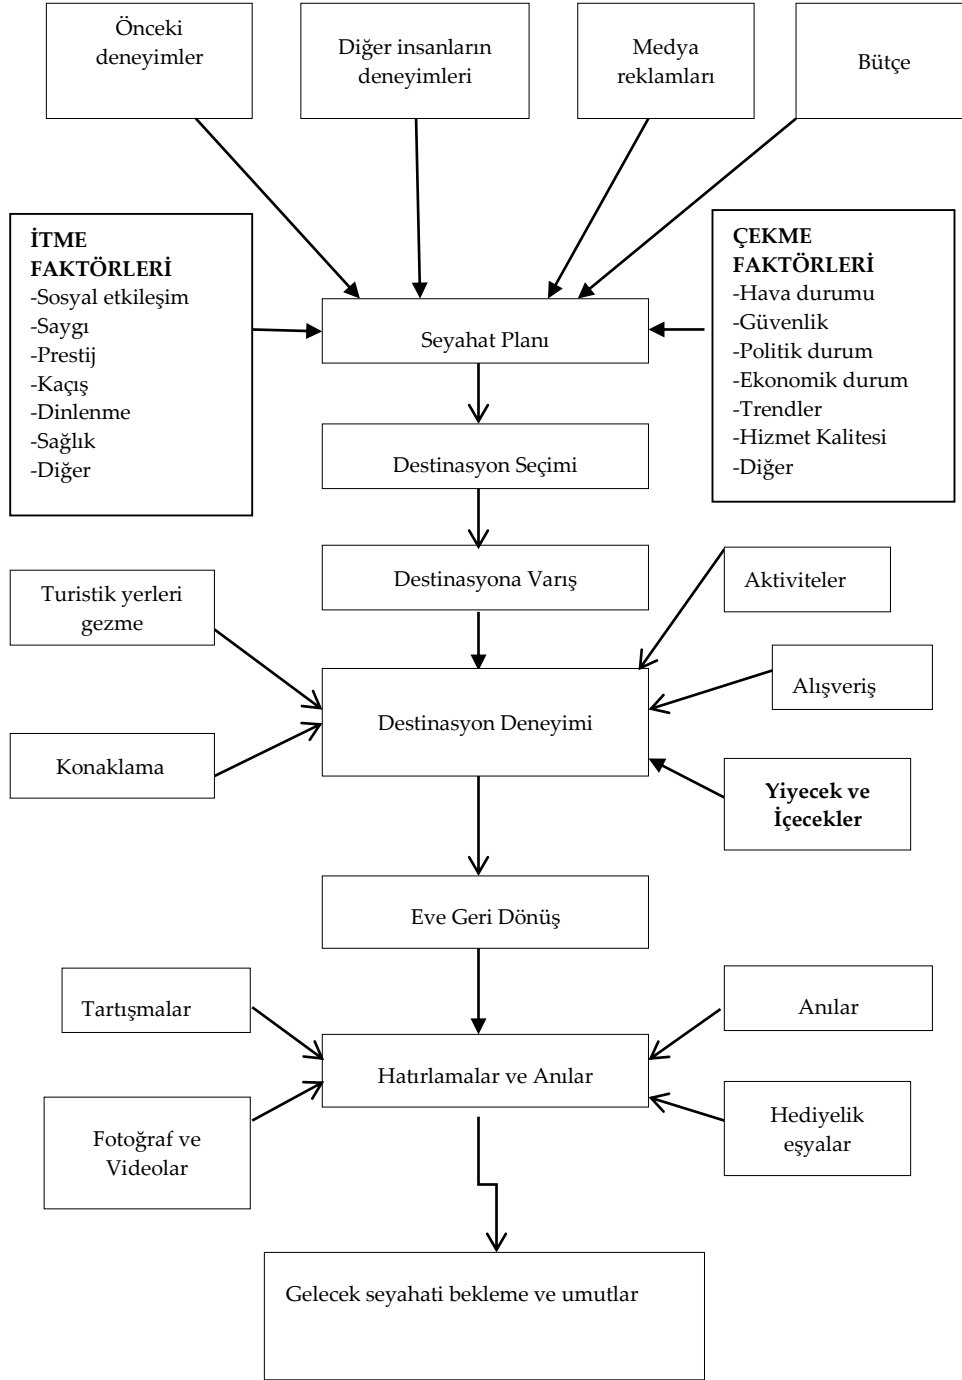 Önceki
deneyimler
Diğer insanların
deneyimleri
Medya
reklamları
Bütçe
İTME
FAKTÖRLERİ
-Sosyal etkileşim
-Saygı
-Prestij
-Kaçış
-Dinlenme
-Sağlık
-Diğer
ÇEKME
FAKTÖRLERİ
-Hava durumu
-Güvenlik
-Politik durum
-Ekonomik durum
-Trendler
-Hizmet Kalitesi
-Diğer
Seyahat Planı
Destinasyon Seçimi
Destinasyona Varış
Turistik yerleri
gezme
Aktiviteler
Alışveriş
Destinasyon Deneyimi
Konaklama
Yiyecek ve
İçecekler
Eve Geri Dönüş
Tartışmalar
Anılar
Hatırlamalar ve Anılar
Fotoğraf ve
Videolar
Hediyelik
eşyalar
Gelecek seyahati bekleme ve umutlar